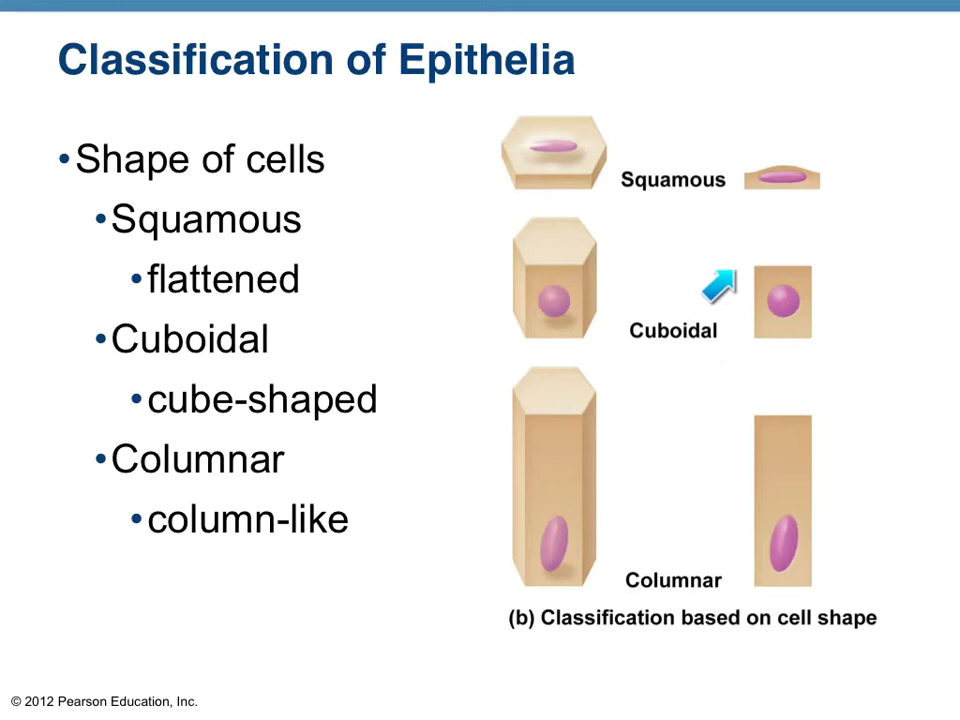 Classification of Epithelia
•Shape of cells
•Squamous
•flattened
•Cuboidal
•cube-shaped
•Columnar
•column-like
Squamous
Cuboidal
Columnar
(b) Classification based on cell shape
© 2012 Pearson Education, Inc.